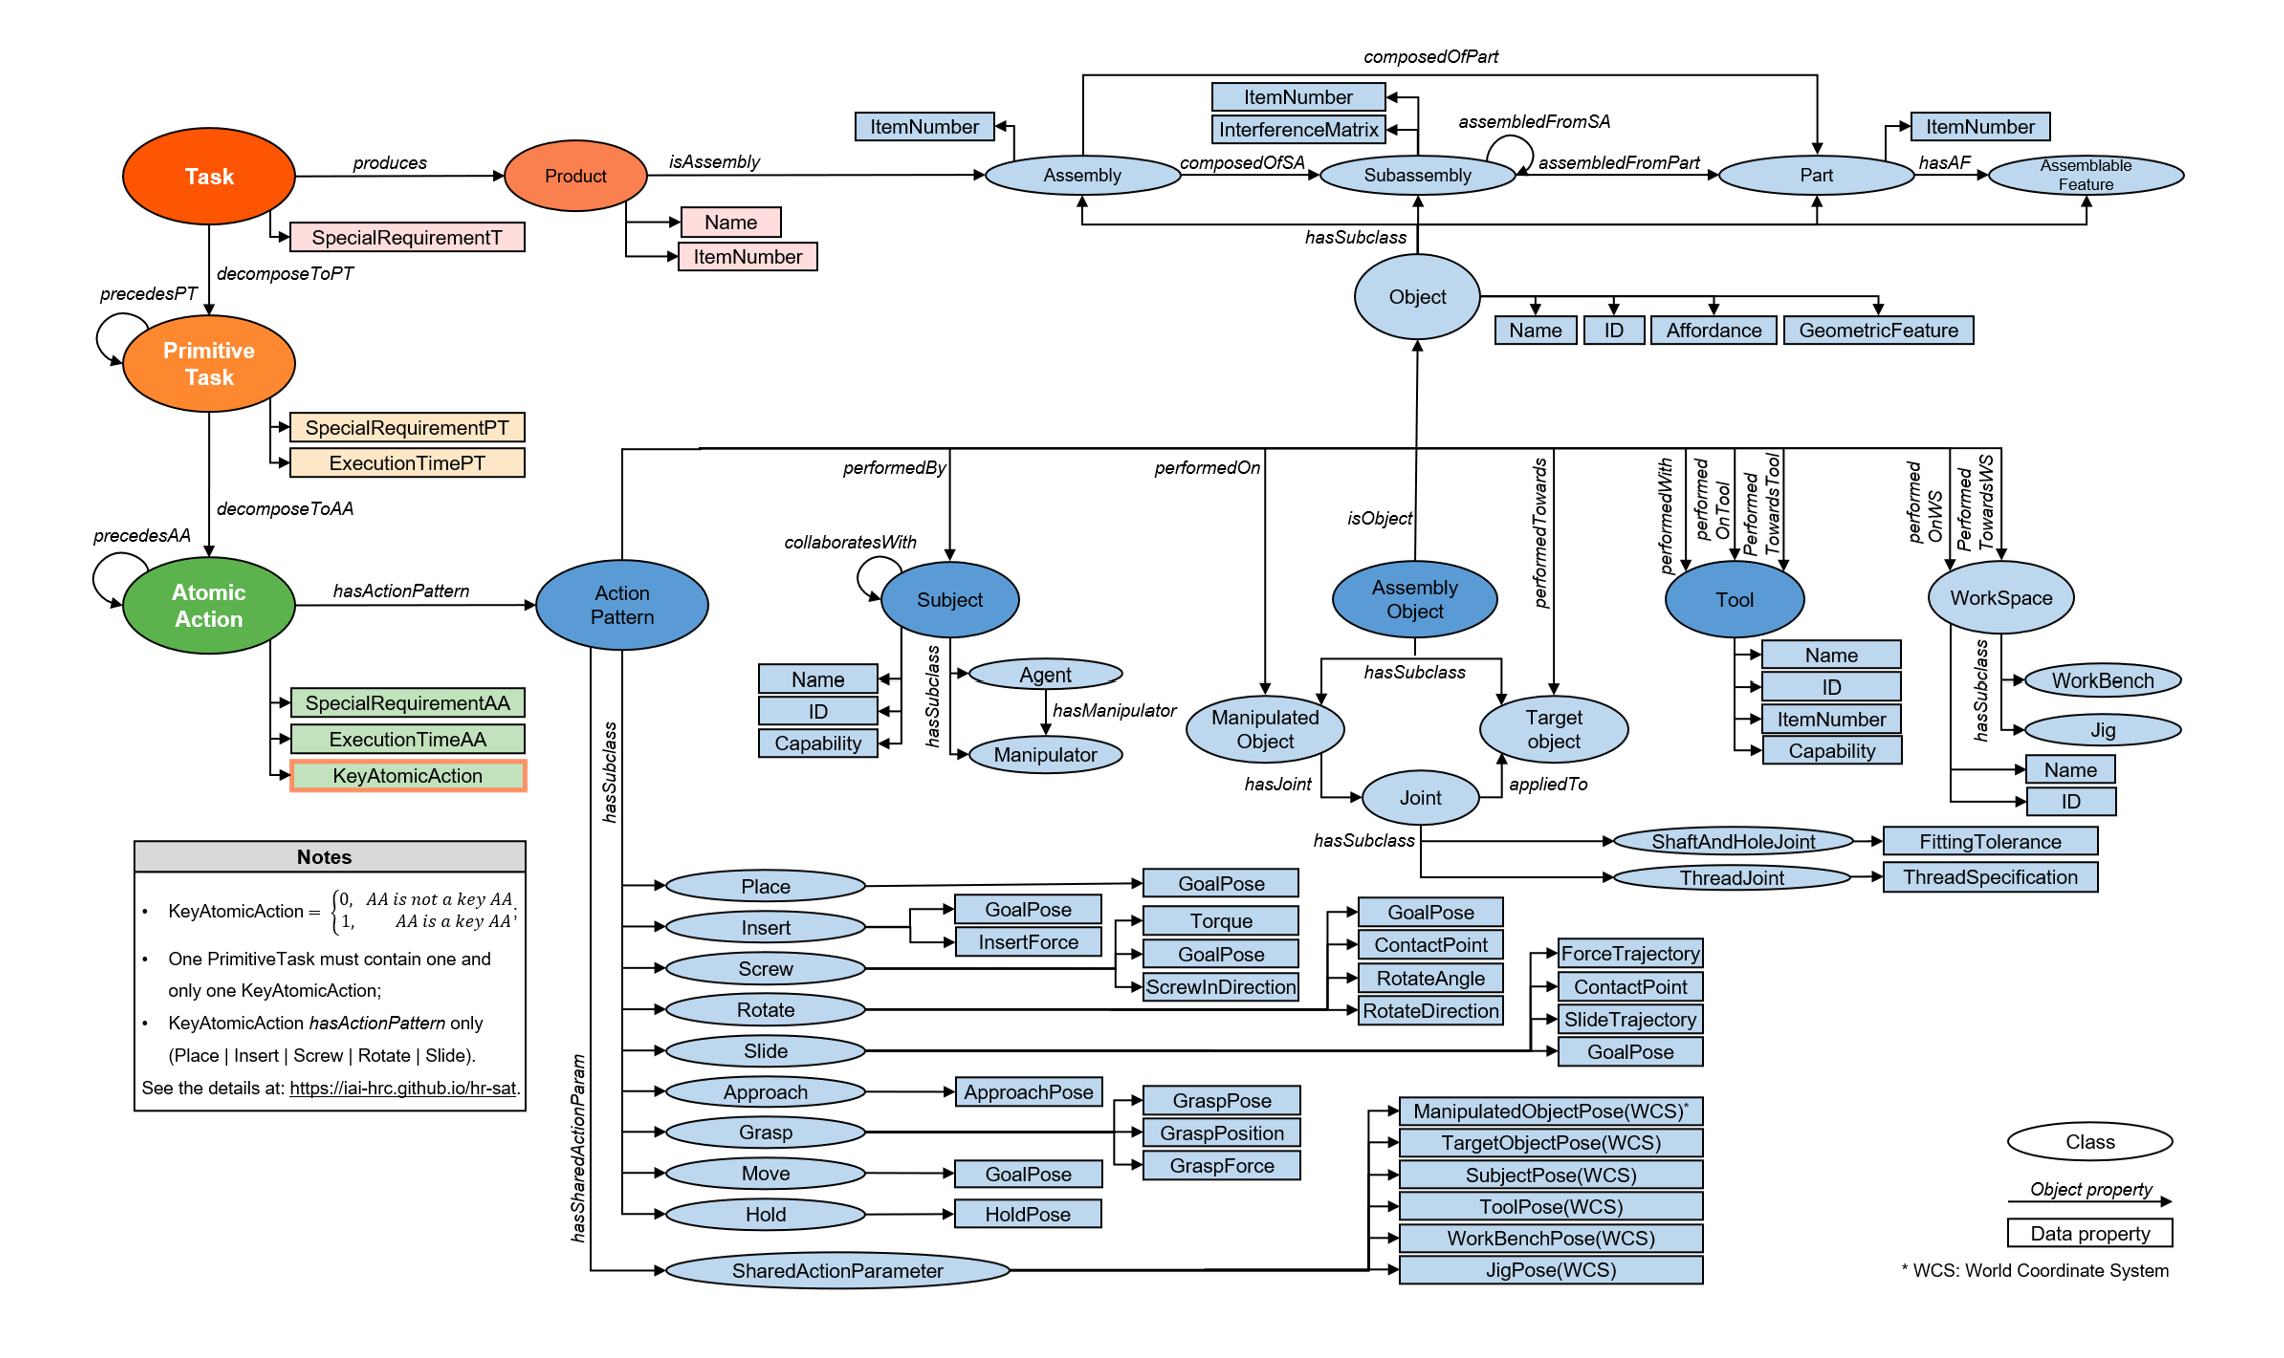 composedOfPart
ItemNumber
ItemNumber
InterferenceMatrix
assembledFromSA
ItemNumber
Task
produces
Product
isAssembly
Assembly
composedOfSA
Subassembly
assembledFromPart
Part
hasAF
Assemblable
Feature
SpecialRequirementT
Name
ItemNumber
hasSubclass
decomposeToPT
precedesPT
Object
Name
ID
Affordance
GeometricFeature
Primitive
Task
SpecialRequirementPT
ExecutionTimePT
decomposeToAA
precedesAA
performedBy
performedOn
isObject
performedTowards
performedWith
performed
OnTool
Performed
TowardsTool
performed
OnWS
Performed
TowardsWS
Atomic
Action
hasActionPattern
Action
Pattern
collaboratesWith
Subject
Assembly
Object
Tool
WorkSpace
SpecialRequirementAA
ExecutionTimeAA
KeyAtomicAction
Name
ID
Capability
hasSubclass
Agent
hasManipulator
Manipulator
hasSubclass
Manipulated
Object
Target
object
hasJoint
Joint
appliedTo
Name
ID
ItemNumber
Capability
hasSubclass
WorkBench
Jig
Name
ID
hasSubclass
ShaftAndHoleJoint
FittingTolerance
ThreadJoint
ThreadSpecification
hasSubclass
hasSharedActionParam
Place
GoalPose
Insert
GoalPose
InsertForce
Screw
Torque
GoalPose
ScrewInDirection
Rotate
GoalPose
ContactPoint
RotateAngle
RotateDirection
Slide
ForceTrajectory
ContactPoint
SlideTrajectory
GoalPose
Approach
ApproachPose
Grasp
GraspPose
GraspPosition
GraspForce
Move
GoalPose
Hold
HoldPose
SharedActionParameter
ManipulatedObjectPose(WCS)*
TargetObjectPose(WCS)
SubjectPose(WCS)
ToolPose(WCS)
WorkBenchPose(WCS)
JigPose(WCS)
Notes
• KeyAtomicAction = {0, AA is not a key AA
1, AA is a key AA;
• One PrimitiveTask must contain one and
only one KeyAtomicAction;
• KeyAtomicAction hasActionPattern only
(Place | Insert | Screw | Rotate | Slide).
See the details at: https://iai-hrc.github.io/hr-sat.
Class
Object property
Data property
* WCS: World Coordinate System